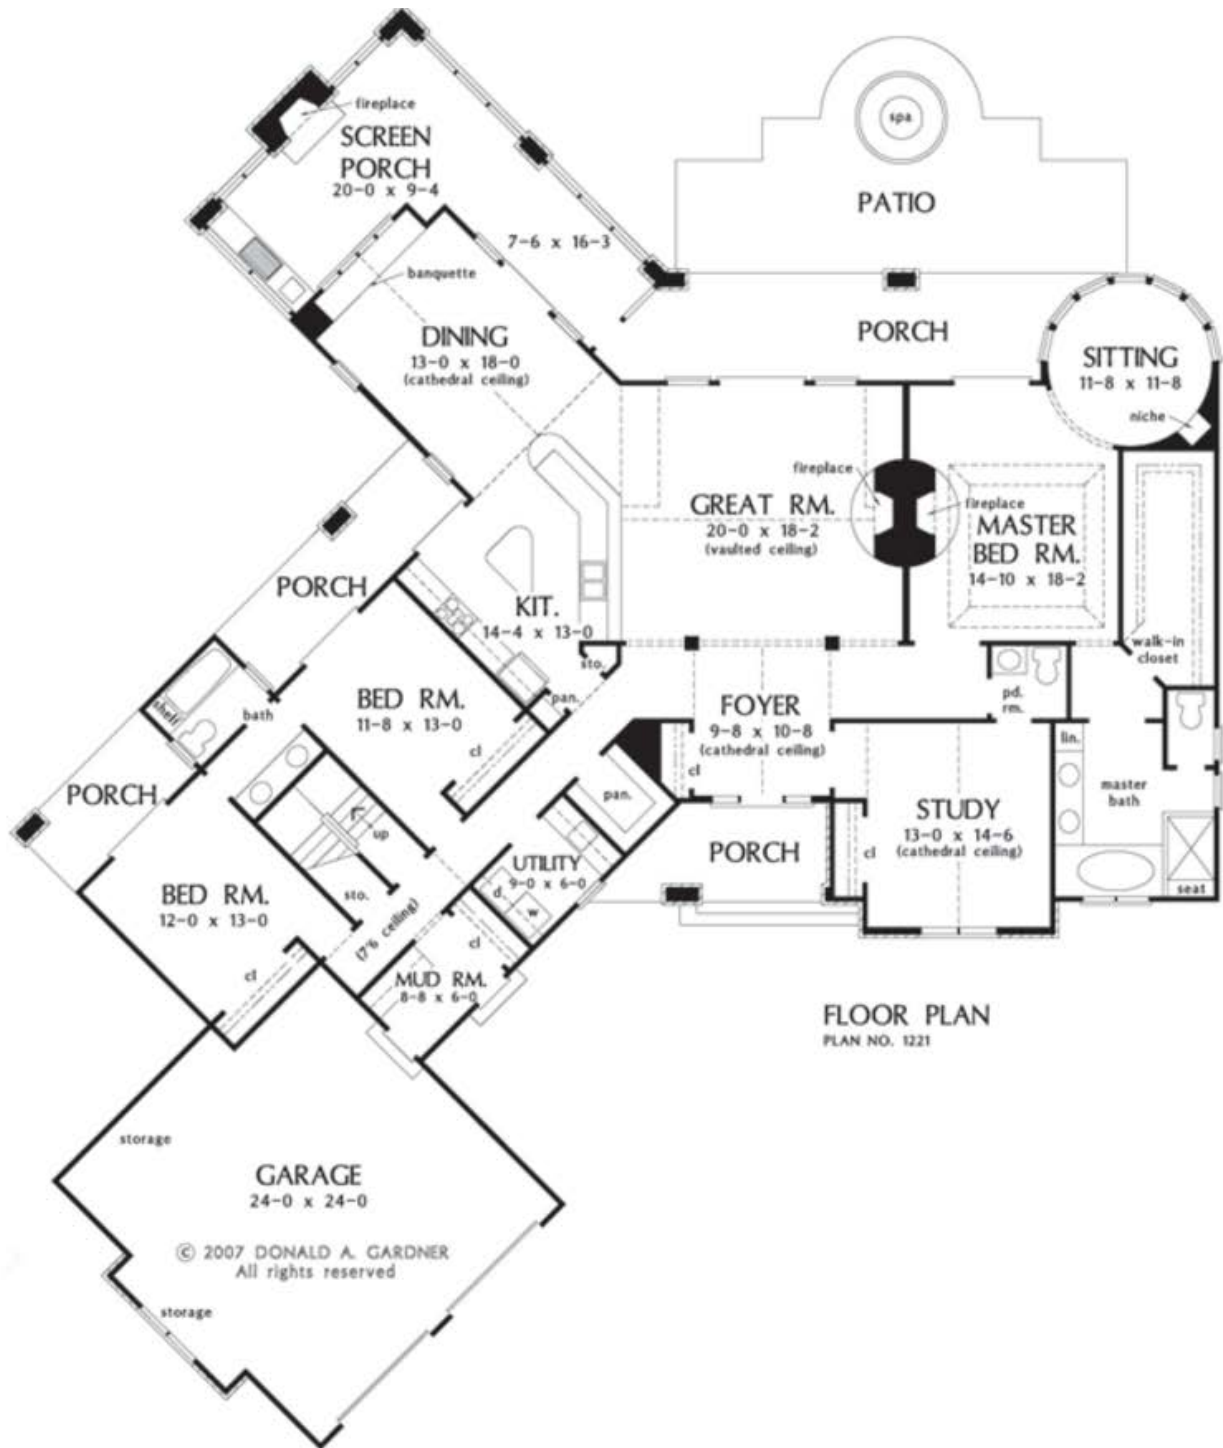 fireplace
SCREEN
PORCH
20-0 x 9-4
7-6 x 16-3
banquette
DINING
13-0 x 18-0
(cathedral ceiling)
spa
PATIO
PORCH
SITTING
11-8 x 11-8
niche
fireplace
GREAT RM.
20-0 x 18-2
(vaulted ceiling)
fireplace
MASTER
BED RM.
14-10 x 18-2
walk-in
closet
PORCH
KIT.
14-4 x 13-0
sto.
pan.
BED RM.
11-8 x 13-0
cl
shelf
bath
FOYER
9-8 x 10-8
(cathedral ceiling)
cl
pd.
rm.
lin.
master
bath
seat
PORCH
up
sto.
pan.
UTILITY
9-0 x 6-0
d
w
PORCH
STUDY
13-0 x 14-6
(cathedral ceiling)
cl
BED RM.
12-0 x 13-0
cl
(7'6 ceiling)
cl
MUD RM.
8-8 x 6-0
FLOOR PLAN
PLAN NO. 1221
storage
GARAGE
24-0 x 24-0
© 2007 DONALD A. GARDNER
All rights reserved
storage